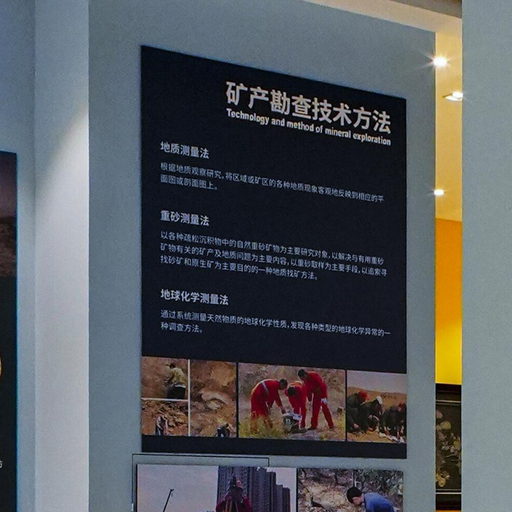 矿产勘查技术方法
Technology and method of mineral exploration
地质测量法
根据地质观察研究，将区域或矿区的各种地质现象客观地反映到相应的平
面图或剖面图上。
重砂测量法
以各种疏松沉积物中的自然重砂矿物为主要研究对象，以解决与有用重砂
矿物有关的矿产及地质问题为主要内容，以重砂取样为主要手段，以追索寻
找砂矿和原生矿为主要目的的一种地质找矿方法。
地球化学测量法
通过系统测量天然物质的地球化学性质，发现各种类型的地球化学异常的一
种调查方法。